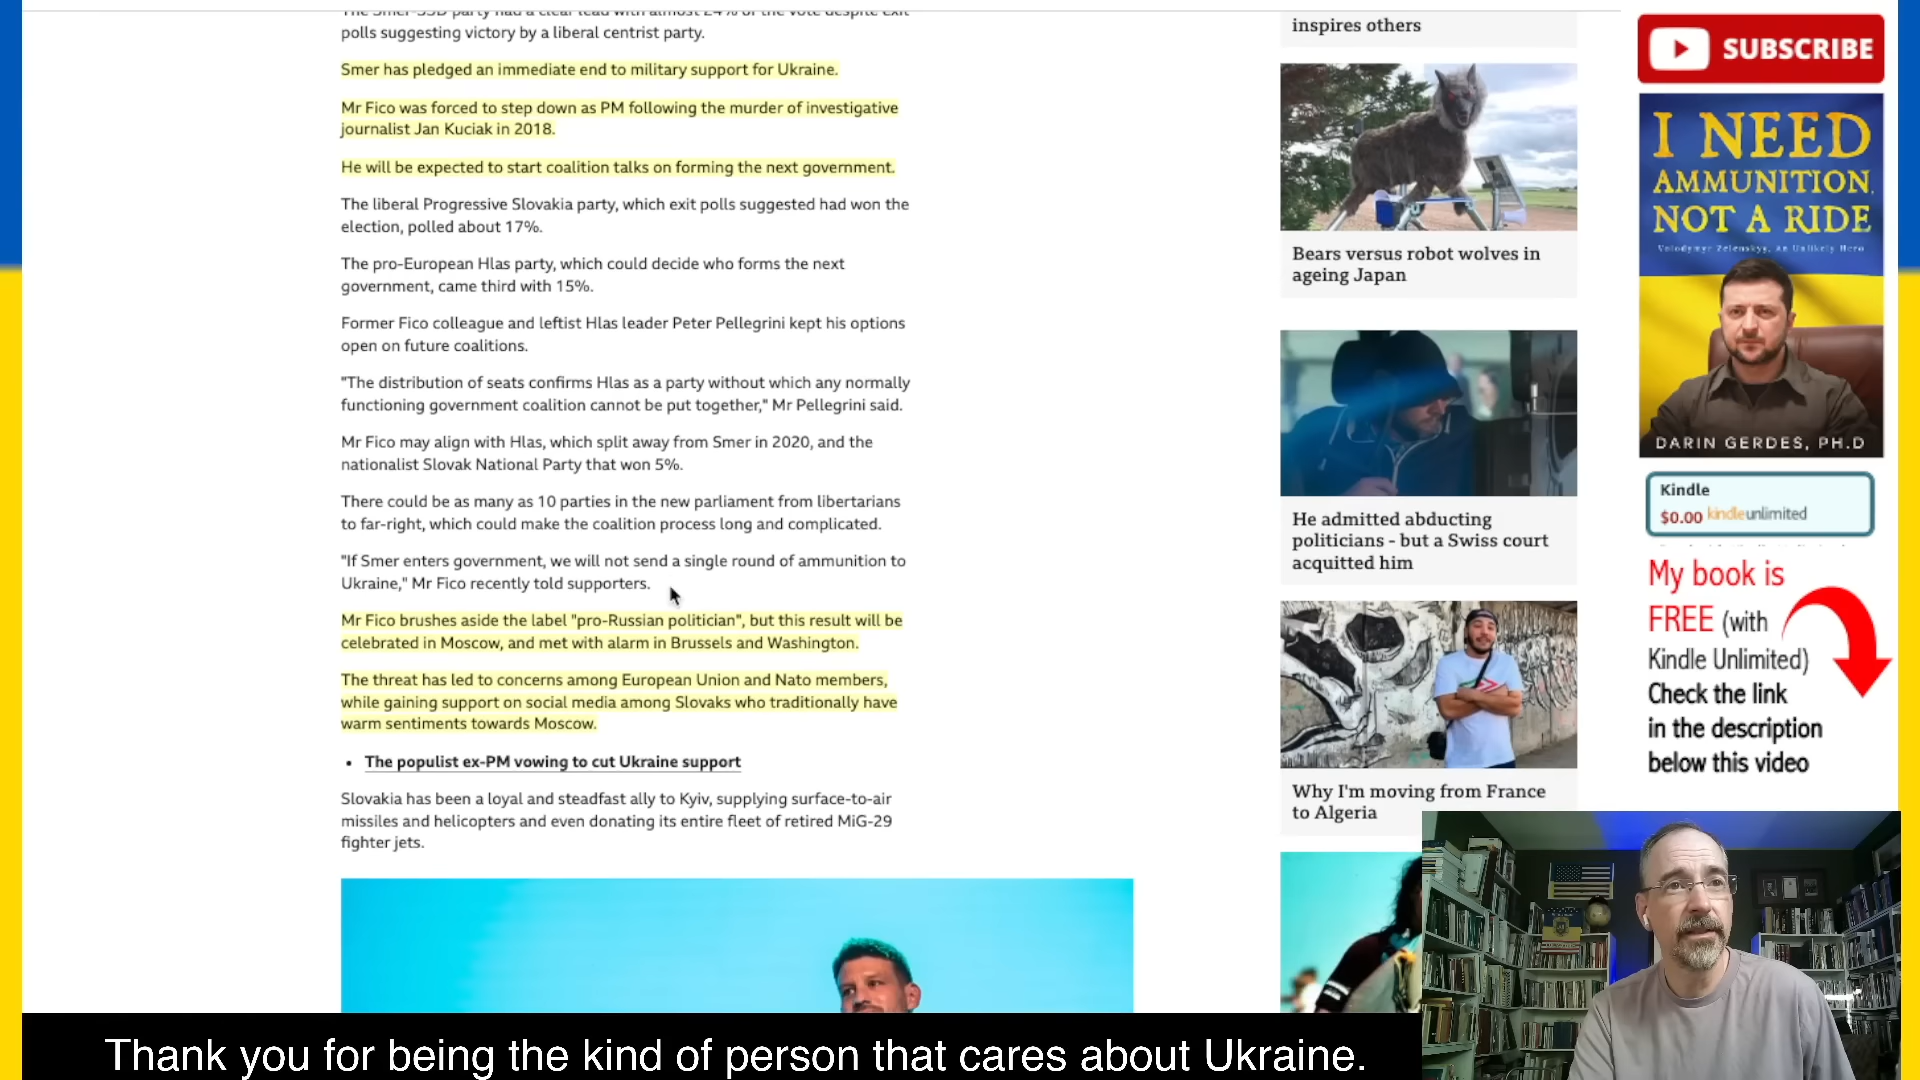 The Smer-SSD party had a clear lead with almost 24% of the vote despite exit
polls suggesting victory by a liberal centrist party.
Smer has pledged an immediate end to military support for Ukraine.
Mr Fico was forced to step down as PM following the murder of investigative
journalist Jan Kuciak in 2018.
He will be expected to start coalition talks on forming the next government.
The liberal Progressive Slovakia party, which exit polls suggested had won the
election, polled about 17%.
The pro-European Hlas party, which could decide who forms the next
government, came third with 15%.
Former Fico colleague and leftist Hlas leader Peter Pellegrini kept his options
open on future coalitions.
"The distribution of seats confirms Hlas as a party without which any normally
functioning government coalition cannot be put together," Mr Pellegrini said.
Mr Fico may align with Hlas, which split away from Smer in 2020, and the
nationalist Slovak National Party that won 5%.
There could be as many as 10 parties in the new parliament from libertarians
to far-right, which could make the coalition process long and complicated.
"If Smer enters government, we will not send a single round of ammunition to
Ukraine," Mr Fico recently told supporters.
Mr Fico brushes aside the label "pro-Russian politician", but this result will be
celebrated in Moscow, and met with alarm in Brussels and Washington.
The threat has led to concerns among European Union and Nato members,
while gaining support on social media among Slovaks who traditionally have
warm sentiments towards Moscow.
• The populist ex-PM vowing to cut Ukraine support
Slovakia has been a loyal and steadfast ally to Kyiv, supplying surface-to-air
missiles and helicopters and even donating its entire fleet of retired MiG-29
fighter jets.
inspires others
Bears versus robot wolves in
ageing Japan
He admitted abducting
politicians - but a Swiss court
acquitted him
Why I'm moving from France
to Algeria
SUBSCRIBE
I NEED
AMMUNITION,
NOT A RIDE
Volodymyr Zelenskyy, An Unlikely Hero
DARIN GERDES, PH.D
Kindle
$0.00 kindleunlimited
My book is
FREE (with
Kindle Unlimited)
Check the link
in the description
below this video
Thank you for being the kind of person that cares about Ukraine.